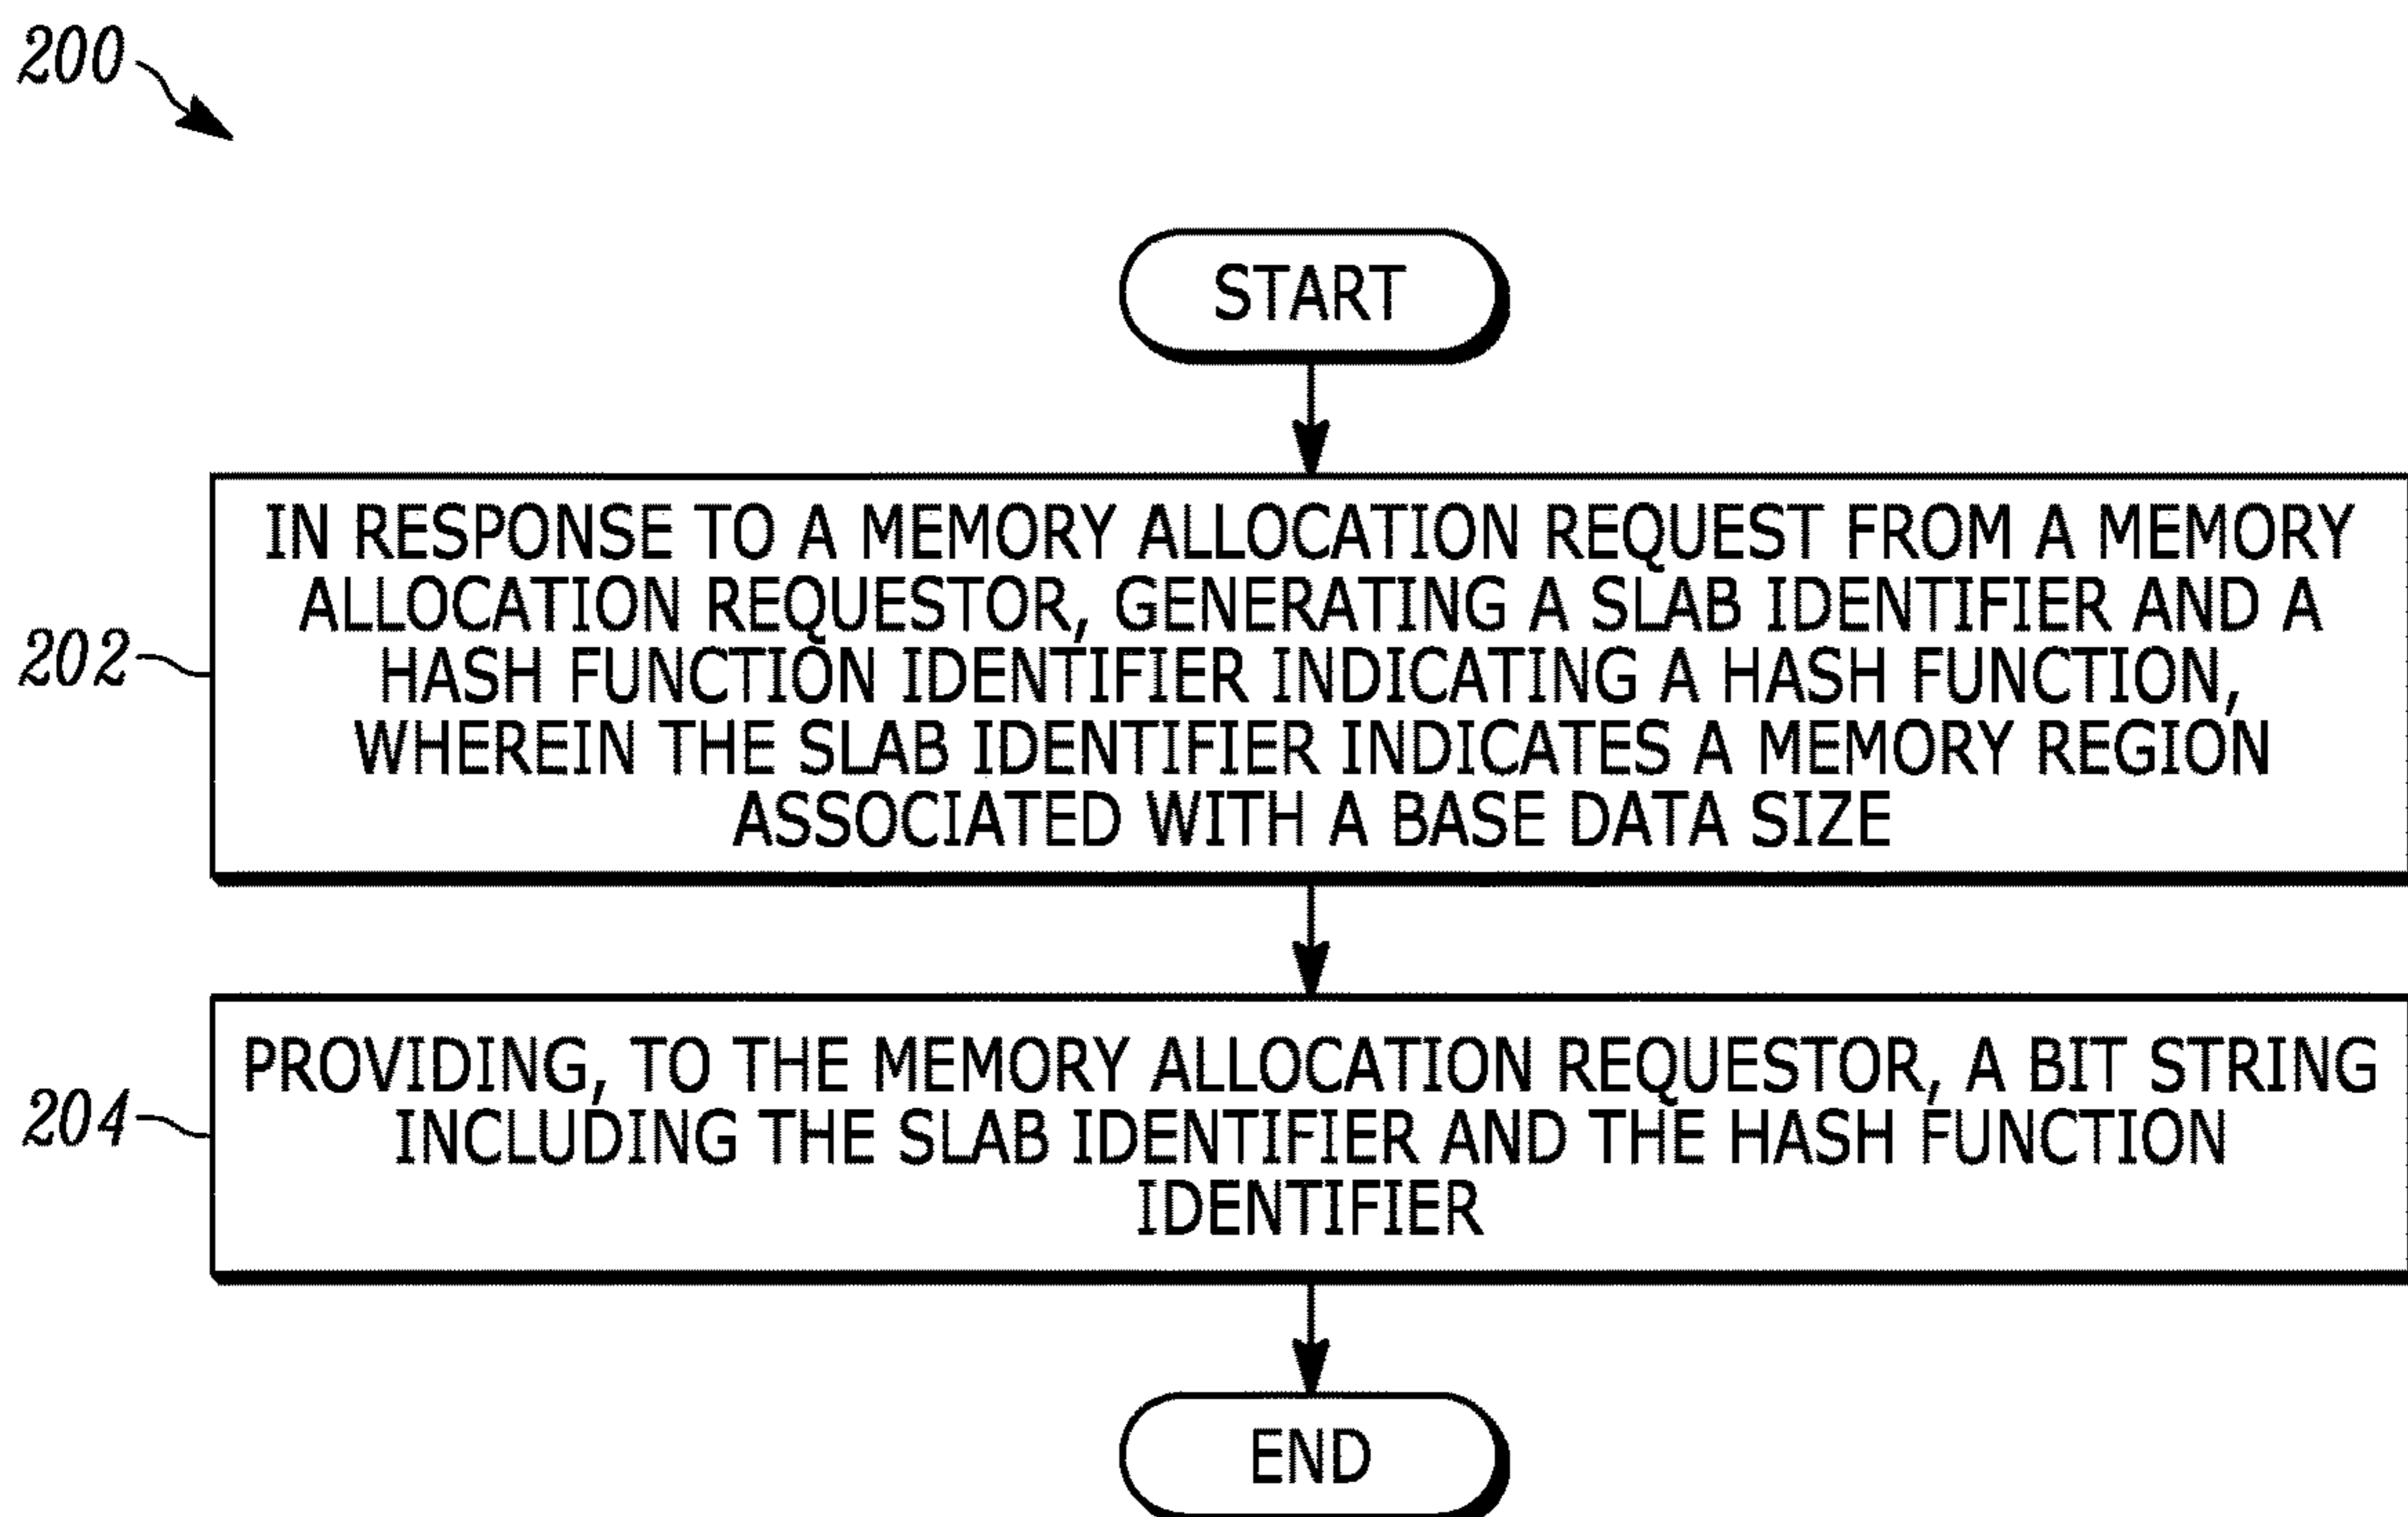 200
START
202
IN RESPONSE TO A MEMORY ALLOCATION REQUEST FROM A MEMORY
ALLOCATION REQUESTOR, GENERATING A SLAB IDENTIFIER AND A
HASH FUNCTION IDENTIFIER INDICATING A HASH FUNCTION,
WHEREIN THE SLAB IDENTIFIER INDICATES A MEMORY REGION
ASSOCIATED WITH A BASE DATA SIZE
204
PROVIDING, TO THE MEMORY ALLOCATION REQUESTOR, A BIT STRING
INCLUDING THE SLAB IDENTIFIER AND THE HASH FUNCTION
IDENTIFIER
END